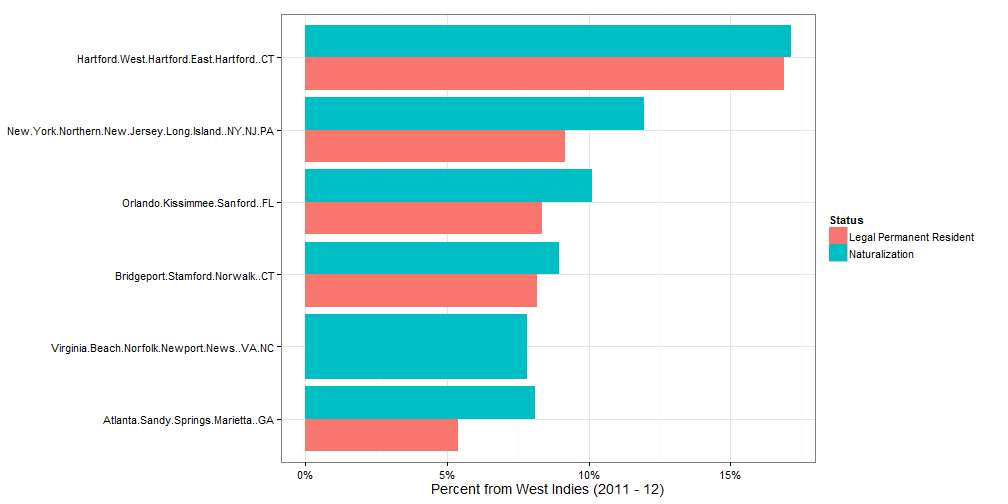 Hartford.West.Hartford.East.Hartford..CT
New.York.Northern.New.Jersey.Long.Island..NY.NJ.PA
Orlando.Kissimmee.Sanford..FL
Bridgeport.Stamford.Norwalk..CT
Virginia.Beach.Norfolk.Newport.News..VA.NC
Atlanta.Sandy.Springs.Marietta..GA
0% 5% 10% 15%
Percent from West Indies (2011 - 12)
Status
Legal Permanent Resident
Naturalization